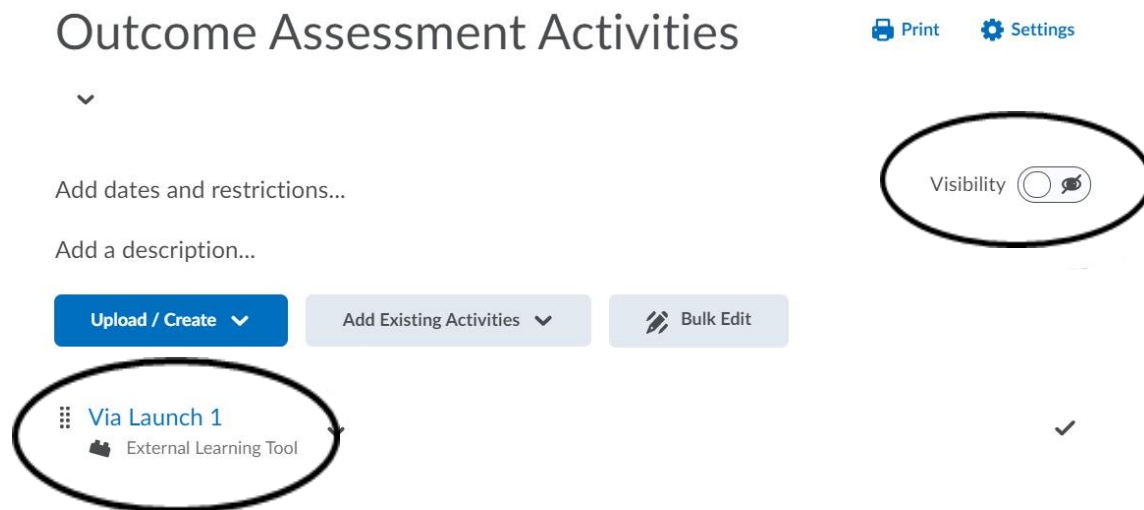 Outcome Assessment Activities
Print
Settings
Add dates and restrictions...
Visibility
Add a description...
Upload / Create
Add Existing Activities
Bulk Edit
Via Launch 1
External Learning Tool